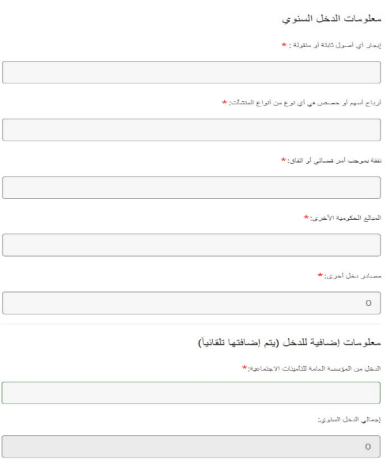 معلومات الدخل السنوي
إيجار أي أصول ثابتة أو منقولة : *
أرباح أسهم أو حصص في أي نوع من أنواع المنشآت: *
نفقة بموجب أمر قضائي أو اتفاق: *
المبالغ الحكومية الأخرى: *
مصادر دخل أخرى: *
0
معلومات إضافية للدخل (يتم إضافتها تلقائياً)
الدخل من المؤسسة العامة للتأمينات الاجتماعية: *
إجمالي الدخل السنوي:
0